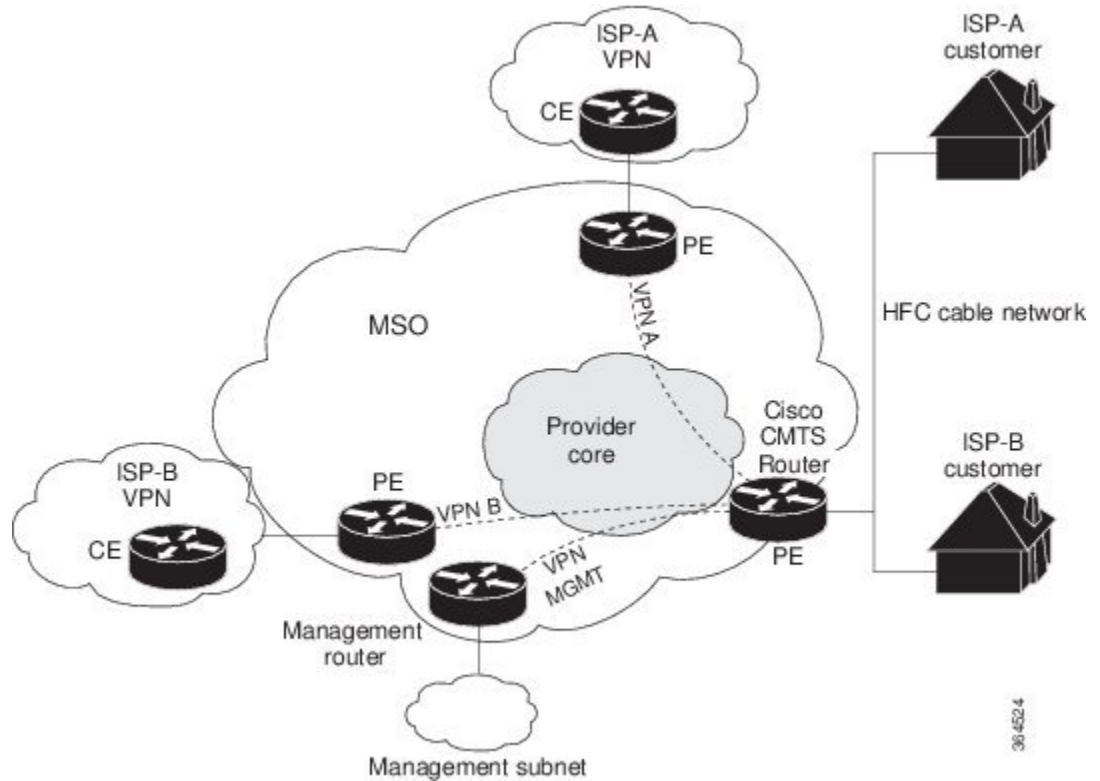 ISP-A
VPN
CE
PE
ISP-A
customer
MSO
VPN A
HFC cable network
Provider
core
Cisco
CMTS
Router
PE
ISP-B
customer
ISP-B
VPN
CE
PE
VPN B
VPN
MGMT
Management
router
Management subnet
364524